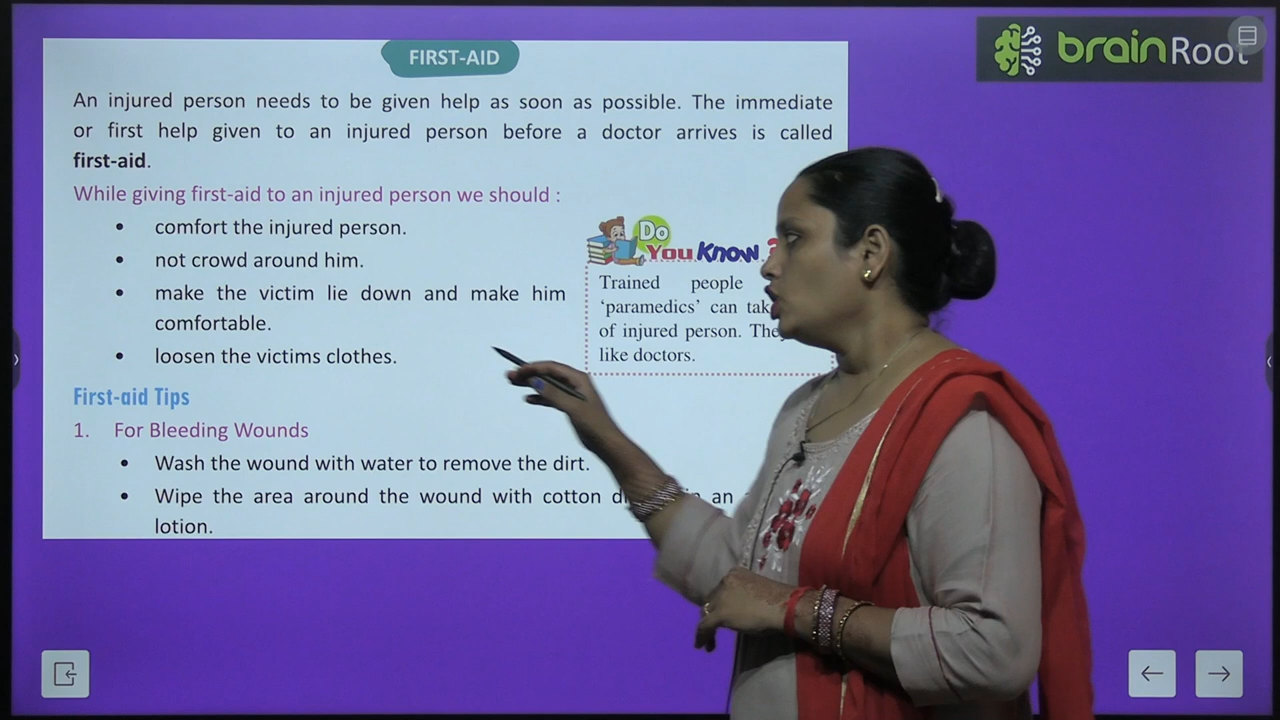 FIRST-AID
brainRoot
An injured person needs to be given help as soon as possible. The immediate
or first help given to an injured person before a doctor arrives is called
first-aid.
While giving first-aid to an injured person we should :
• comfort the injured person.
• not crowd around him.
• make the victim lie down and make him
comfortable.
• loosen the victims clothes.
Do
You Know ?
Trained people
'paramedics' can
of injured person.
like doctors.
First-aid Tips
1. For Bleeding Wounds
• Wash the wound with water to remove the dirt.
• Wipe the area around the wound with cotton an
lotion.